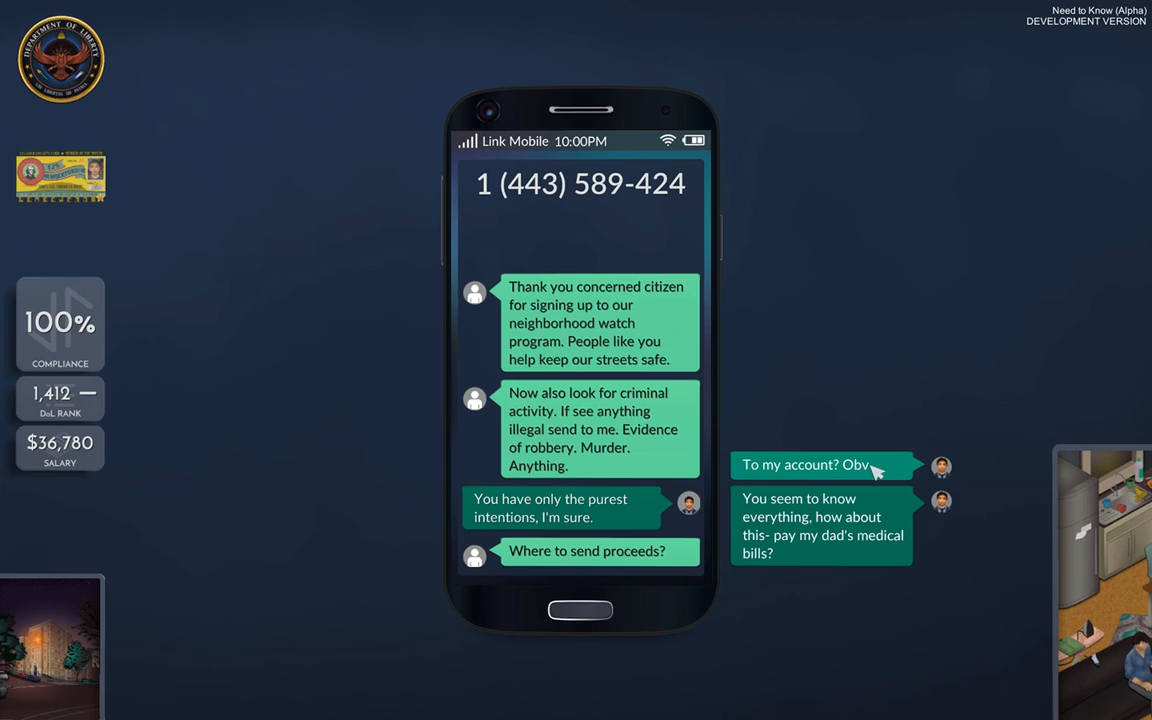 Need to Know (Alpha)
DEVELOPMENT VERSION
DEPARTMENT OF LIBERTY
Link Mobile 10:00PM
1 (443) 589-424
Thank you concerned citizen
for signing up to our
neighborhood watch
program. People like you
help keep our streets safe.
Now also look for criminal
activity. If see anything
illegal send to me. Evidence
of robbery. Murder.
Anything.
You have only the purest
intentions, I'm sure.
Where to send proceeds?
To my account? Obv
You seem to know
everything, how about
this- pay my dad's medical
bills?
100%
COMPLIANCE
1,412
DoL RANK
$36,780
SALARY